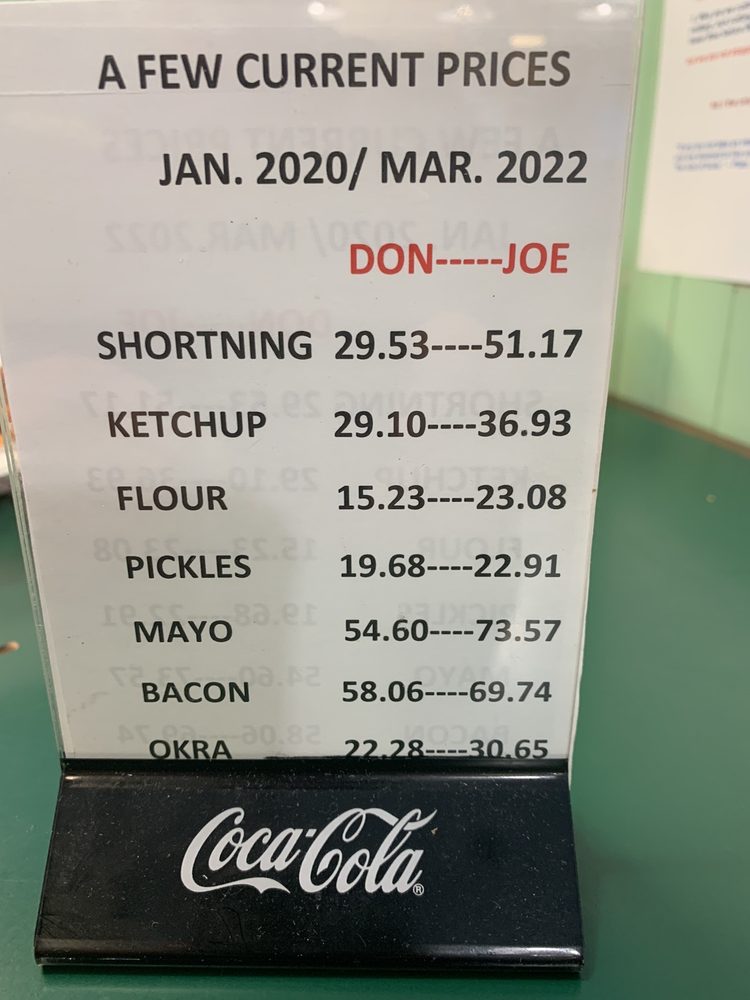 A FEW CURRENT PRICES
JAN. 2020/ MAR. 2022
DON-----JOE
SHORTNING 29.53----51.17
KETCHUP 29.10----36.93
FLOUR 15.23----23.08
PICKLES 19.68----22.91
MAYO 54.60----73.57
BACON 58.06----69.74
OKRA 22.28----30.65
Coca-Cola®